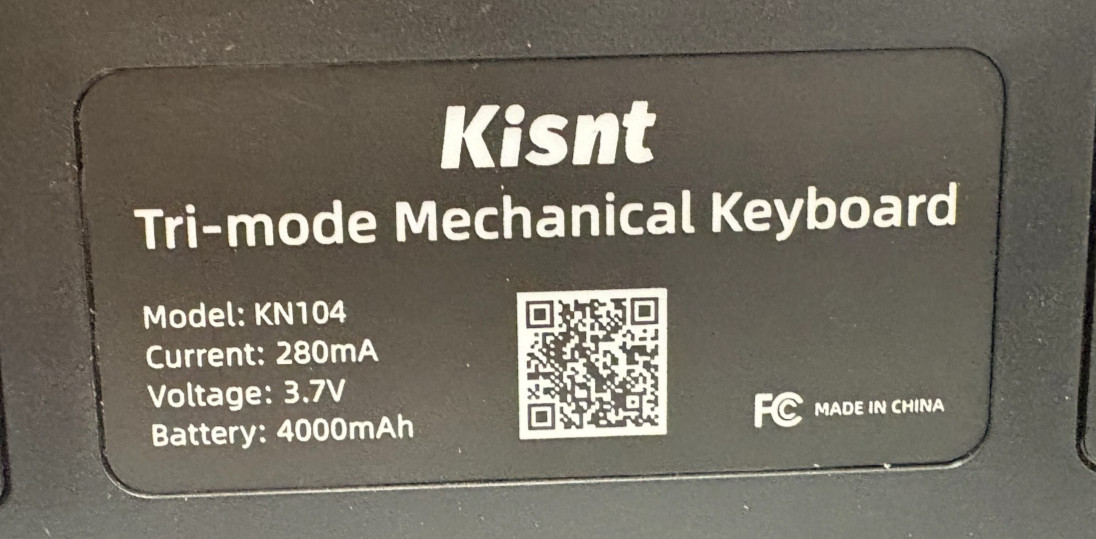 Kisnt
Tri-mode Mechanical Keyboard
Model: KN104
Current: 280mA
Voltage: 3.7V
Battery: 4000mAh
FC MADE IN CHINA